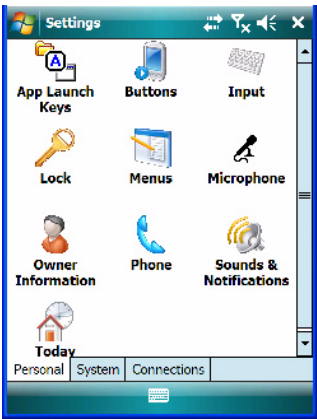 Settings
App Launch Keys
Buttons
Input
Lock
Menus
Microphone
Owner Information
Phone
Sounds & Notifications
Today
Personal System Connections